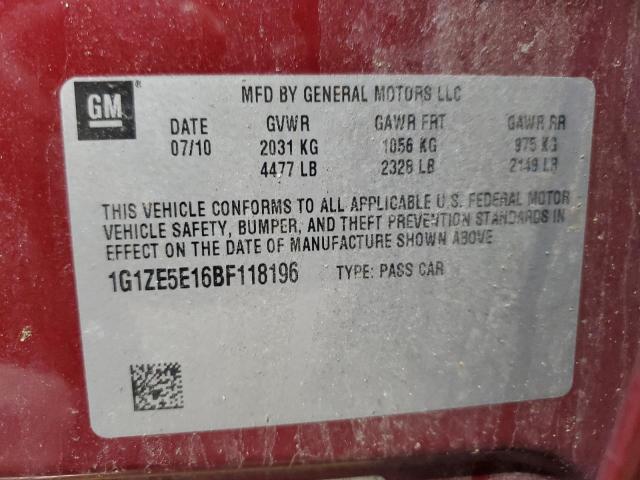 GM®
MFD BY GENERAL MOTORS LLC
DATE GVWR GAWR FRT GAWR RR
07/10 2031 KG 1056 KG 975 KG
4477 LB 2328 LB 2149 LB
THIS VEHICLE CONFORMS TO ALL APPLICABLE U.S. FEDERAL MOTOR
VEHICLE SAFETY, BUMPER, AND THEFT PREVENTION STANDARDS IN
EFFECT ON THE DATE OF MANUFACTURE SHOWN ABOVE.
1G1ZE5E16BF118196 TYPE: PASS CAR